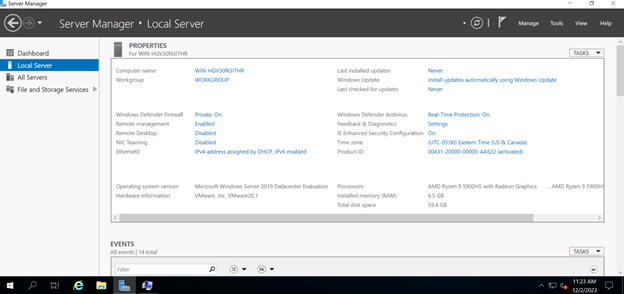 Server Manager
Server Manager ‣ Local Server
Manage Tools View Help
Dashboard
Local Server
All Servers
File and Storage Services
PROPERTIES
For WIN-HGV30N3I7HR
TASKS
Computer name WIN-HGV30N3I7HR Last installed updates Never
Workgroup WORKGROUP Windows Update Install updates automatically using Windows Update
Last checked for updates Never
Windows Defender Firewall Private: On Windows Defender Antivirus Real-Time Protection: On
Remote management Enabled Feedback & Diagnostics Settings
Remote Desktop Disabled IE Enhanced Security Configuration On
NIC Teaming Disabled Time zone (UTC-05:00) Eastern Time (US & Canada)
Ethernet0 IPv4 address assigned by DHCP, IPv6 enabled Product ID 00431-20000-00000-AA522 (activated)
Operating system version Microsoft Windows Server 2019 Datacenter Evaluation Processors AMD Ryzen 9 5900HS with Radeon Graphics , AMD Ryzen 9 5900HS
Hardware information VMware, Inc. VMware20,1 Installed memory (RAM) 6.5 GB
Total disk space 59.4 GB
EVENTS
All events | 14 total
TASKS
Filter
11:23 AM
12/2/2023